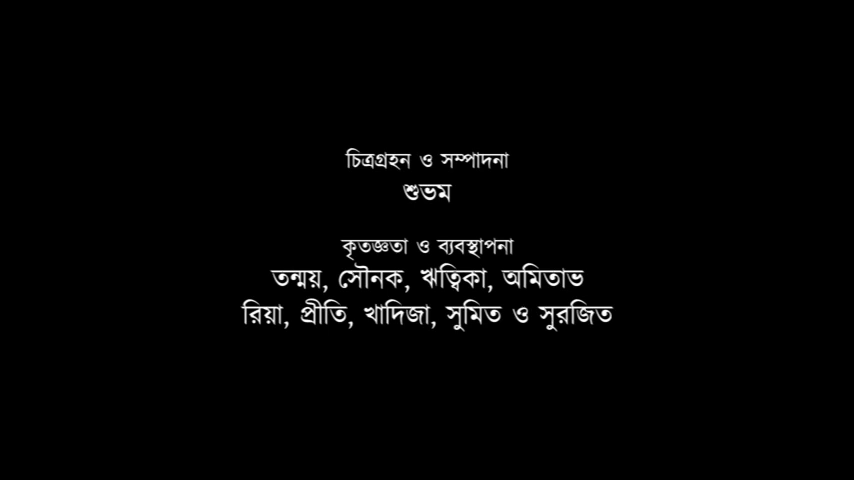 চিত্রগ্রহন ও সম্পাদনা
শুভম
কৃতজ্ঞতা ও ব্যবস্থাপনা
তন্ময়, সৌনক, ঋত্বিকা, অমিতাভ
রিয়া, প্রীতি, খাদিজা, সুমিত ও সুরজিত